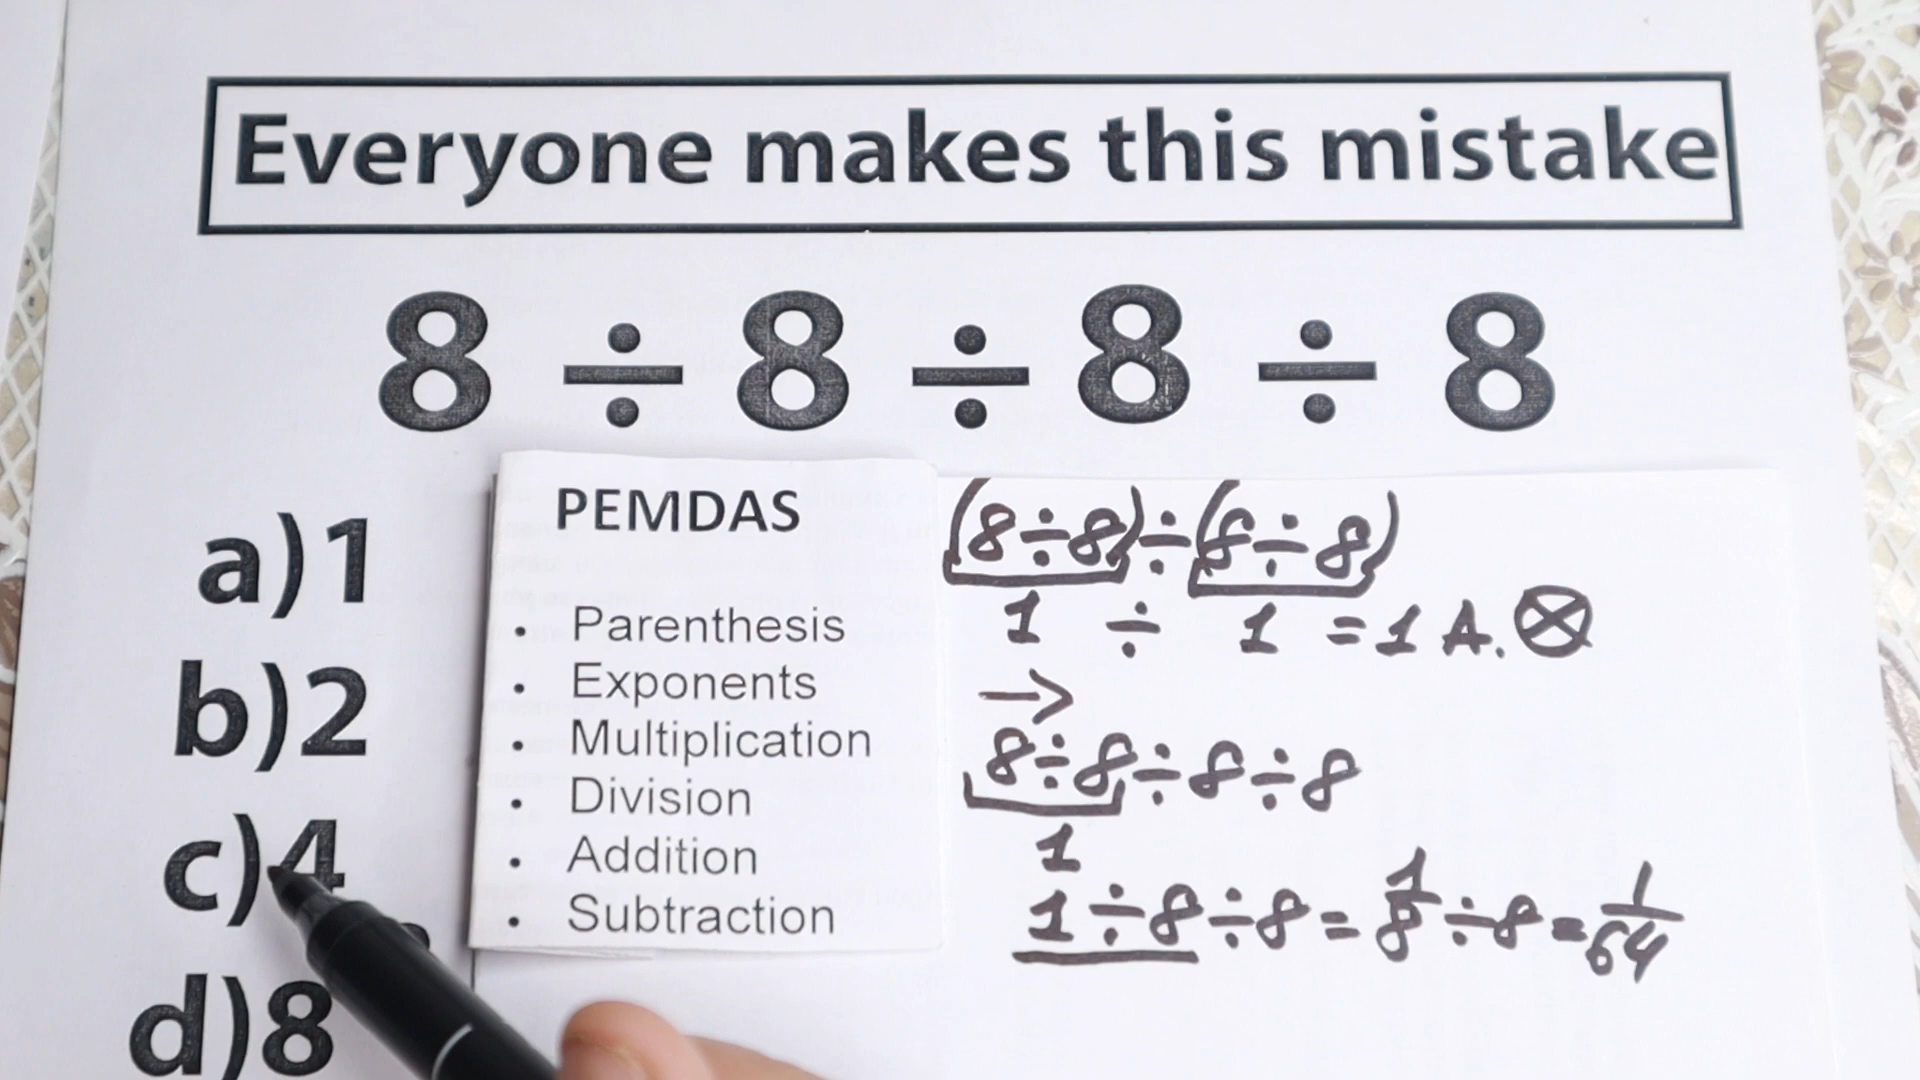 Everyone makes this mistake
8 ÷ 8 ÷ 8 ÷ 8
a)1
b)2
c)4
d)8
PEMDAS
• Parenthesis
• Exponents
• Multiplication
• Division
• Addition
• Subtraction
(8÷8)÷(8÷8)
1 ÷ 1 = 1 A. ⊗
→
8÷8÷8÷8
1
1÷8÷8 = 1/8 ÷8 = 1/64